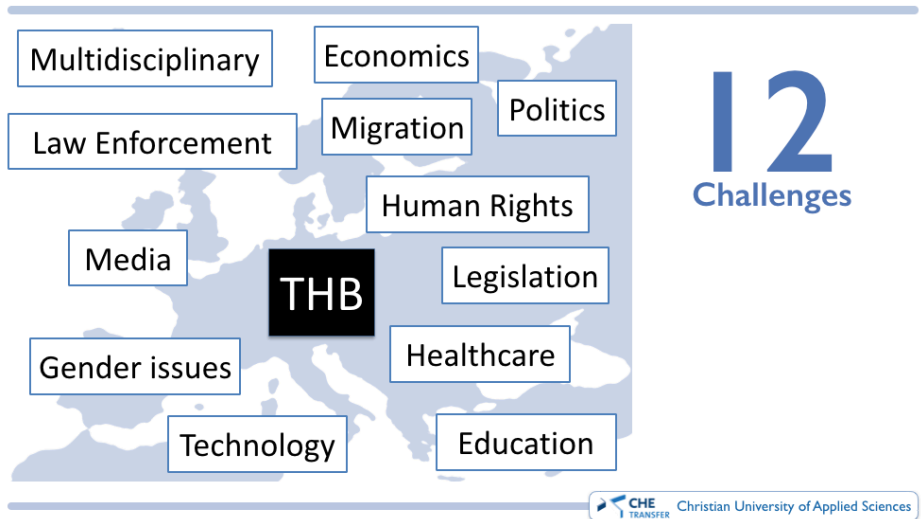 Multidisciplinary
Economics
Politics
Law Enforcement
Migration
Human Rights
Media
THB
Legislation
Gender issues
Healthcare
Technology
Education
12
Challenges
CHE
TRANSFER
Christian University of Applied Sciences